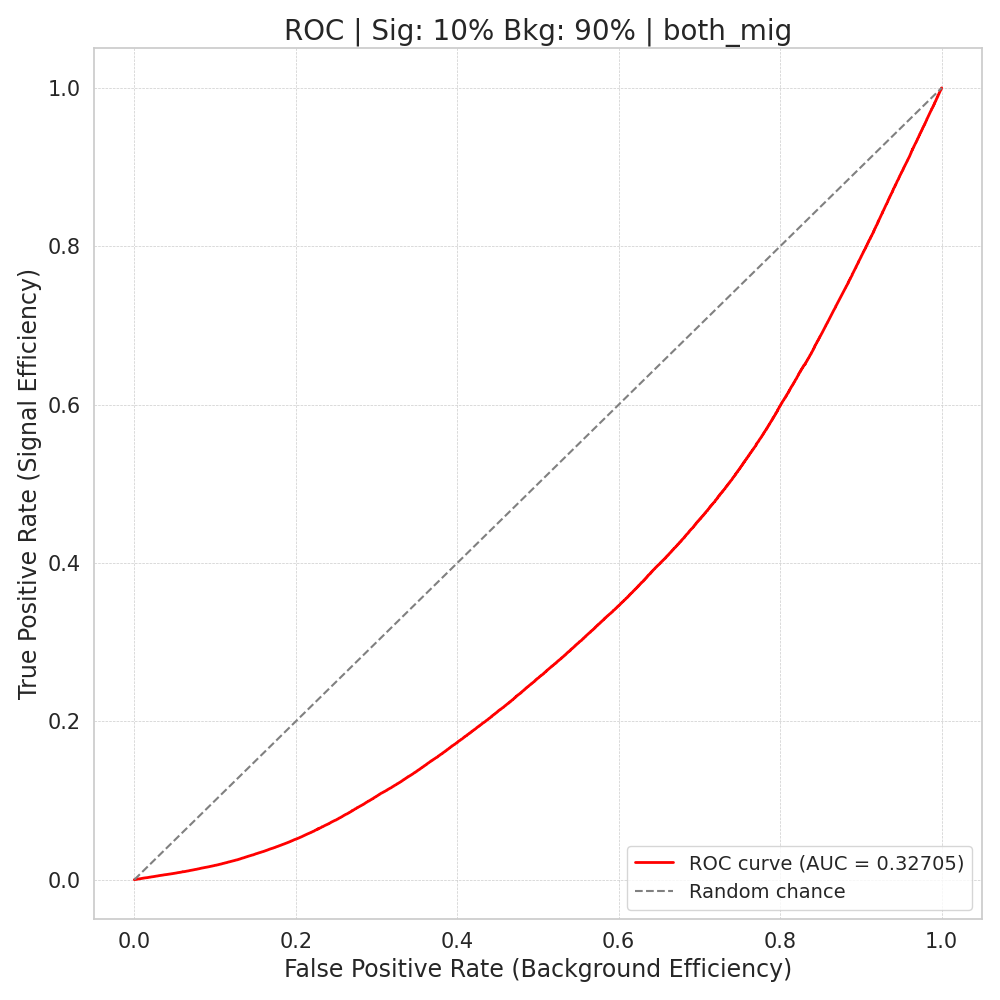 ROC | Sig: 10% Bkg: 90% | both_mig
True Positive Rate (Signal Efficiency)
1.0
0.8
0.6
0.4
0.2
0.0
ROC curve (AUC = 0.32705)
Random chance
0.0 0.2 0.4 0.6 0.8 1.0
False Positive Rate (Background Efficiency)